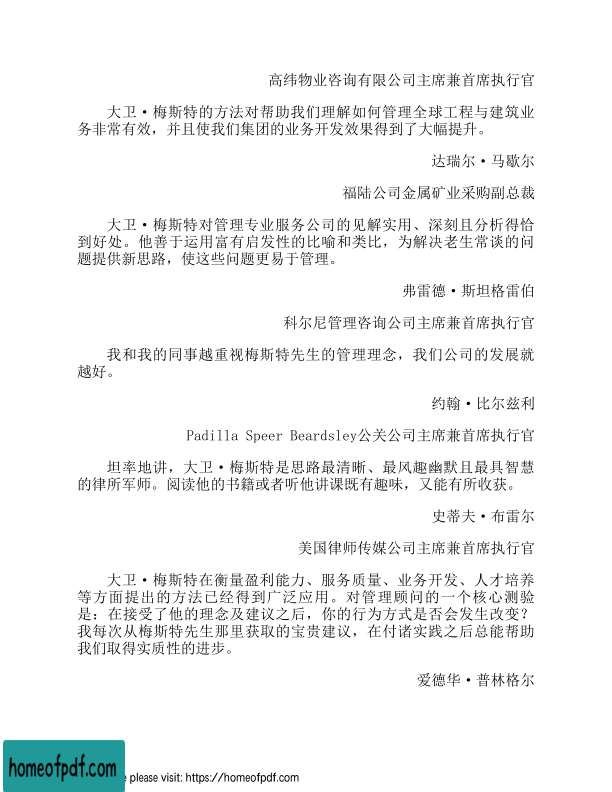 高纬物业咨询有限公司主席兼首席执行官
大卫·梅斯特的方法对帮助我们理解如何管理全球工程与建筑业
务非常有效，并且使我们集团的业务开发效果得到了大幅提升。
达瑞尔·马歇尔
福陆公司金属矿业采购副总裁
大卫·梅斯特对管理专业服务公司的见解实用、深刻且分析得恰
到好处。他善于运用富有启发性的比喻和类比，为解决老生常谈的问
题提供新思路，使这些问题更易于管理。
弗雷德·斯坦格雷伯
科尔尼管理咨询公司主席兼首席执行官
我和我的同事越重视梅斯特先生的管理理念，我们公司的发展就
越好。
约翰·比尔兹利
Padilla Speer Beardsley公关公司主席兼首席执行官
坦率地讲，大卫·梅斯特是思路最清晰、最风趣幽默且最具智慧
的律所军师。阅读他的书籍或者听他讲课既有趣味，又能有所收获。
史蒂夫·布雷尔
美国律师传媒公司主席兼首席执行官
大卫·梅斯特在衡量盈利能力、服务质量、业务开发、人才培养
等方面提出的方法已经得到广泛应用。对管理顾问的一个核心测验
是：在接受了他的理念及建议之后，你的行为方式是否会发生改变？
我每次从梅斯特先生那里获取的宝贵建议，在付诸实践之后总能帮助
我们取得实质性的进步。
爱德华·普林格尔
homeofpdf.com
e please visit: https://homeofpdf.com